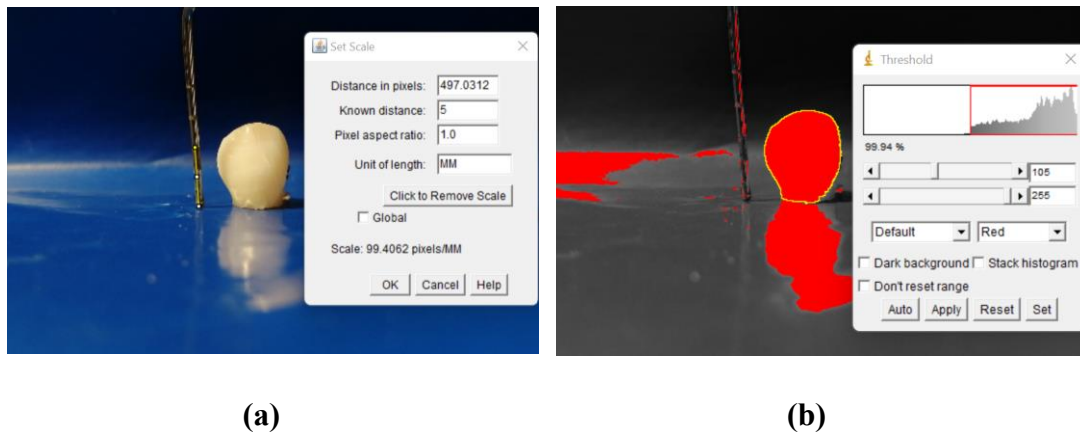 Set Scale
Distance in pixels: 497.0312
Known distance: 5
Pixel aspect ratio: 1.0
Unit of length: MM
Click to Remove Scale
Global
Scale: 99.4062 pixels/MM
OK Cancel Help
Threshold
99.94 %
105
255
Default Red
Dark background Stack histogram
Don't reset range
Auto Apply Reset Set
(a)
(b)